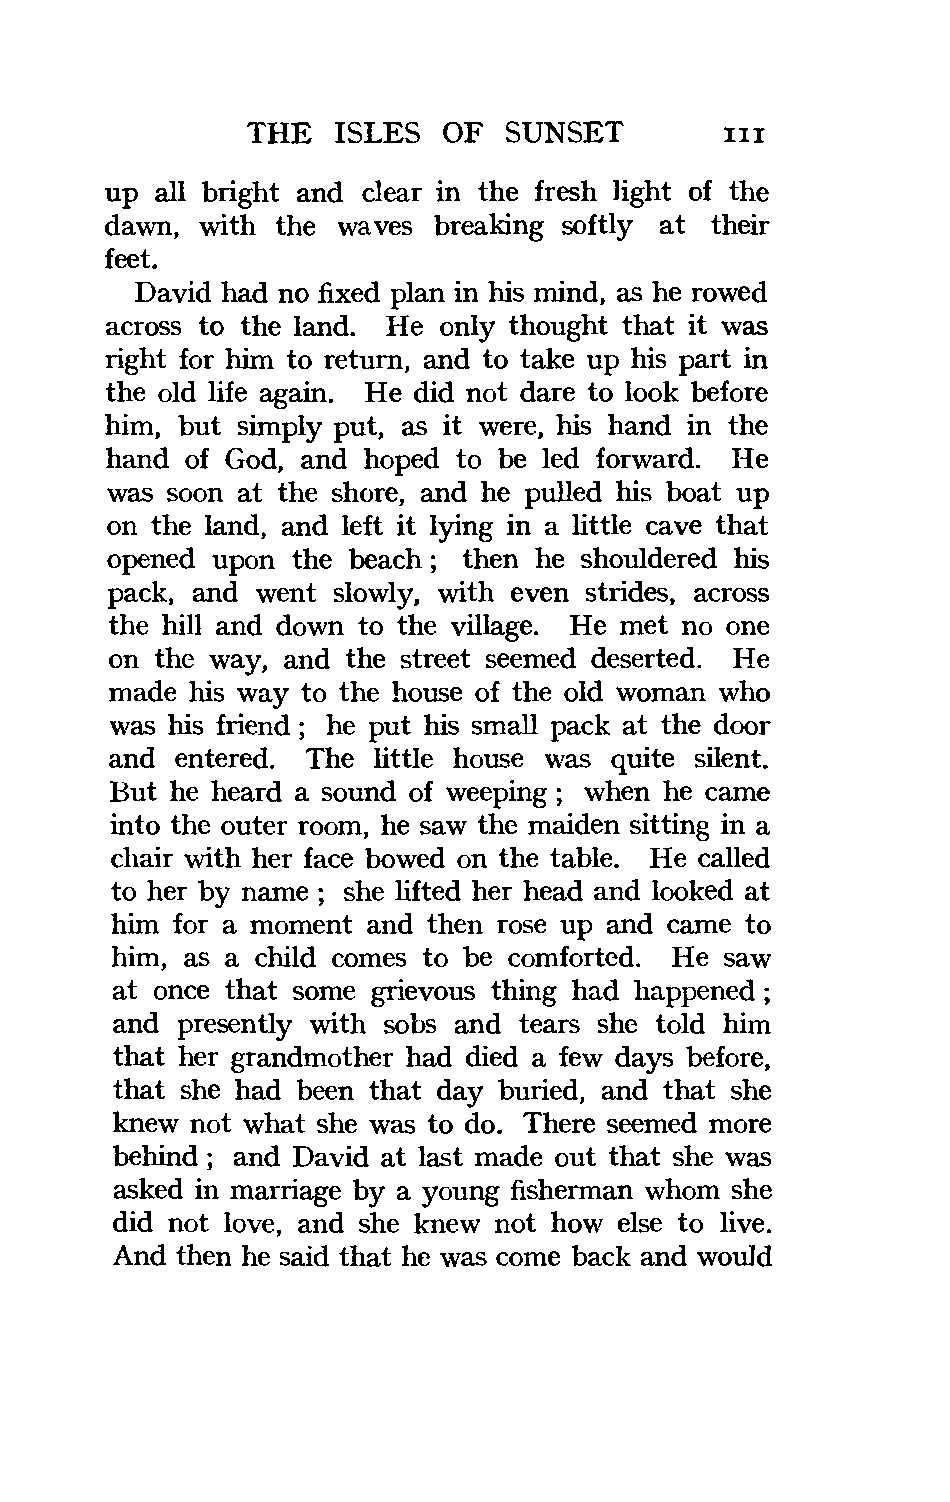 THE ISLES OF SUNSET 111
up all bright and clear in the fresh light of the
dawn, with the waves breaking softly at their
feet.
David had no fixed plan in his mind, as he rowed
across to the land. He only thought that it was
right for him to return, and to take up his part in
the old life again. He did not dare to look before
him, but simply put, as it were, his hand in the
hand of God, and hoped to be led forward. He
was soon at the shore, and he pulled his boat up
on the land, and left it lying in a little cave that
opened upon the beach ; then he shouldered his
pack, and went slowly, with even strides, across
the hill and down to the village. He met no one
on the way, and the street seemed deserted. He
made his way to the house of the old woman who
was his friend ; he put his small pack at the door
and entered. The little house was quite silent.
But he heard a sound of weeping ; when he came
into the outer room, he saw the maiden sitting in a
chair with her face bowed on the table. He called
to her by name ; she lifted her head and looked at
him for a moment and then rose up and came to
him, as a child comes to be comforted. He saw
at once that some grievous thing had happened ;
and presently with sobs and tears she told him
that her grandmother had died a few days before,
that she had been that day buried, and that she
knew not what she was to do. There seemed more
behind ; and David at last made out that she was
asked in marriage by a young fisherman whom she
did not love, and she knew not how else to live.
And then he said that he was come back and would